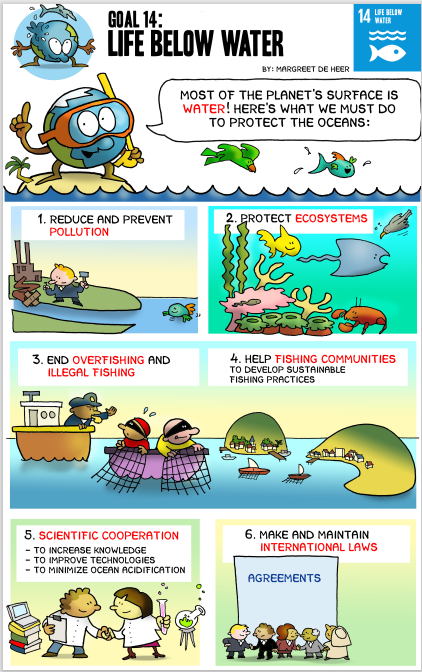 GOAL 14:
LIFE BELOW WATER
14 LIFE BELOW
WATER
BY: MARGREET DE HEER
MOST OF THE PLANET'S SURFACE IS
WATER! HERE'S WHAT WE MUST DO
TO PROTECT THE OCEANS:
1. REDUCE AND PREVENT
POLLUTION
2. PROTECT ECOSYSTEMS
3. END OVERFISHING AND
ILLEGAL FISHING
4. HELP FISHING COMMUNITIES
TO DEVELOP SUSTAINABLE
FISHING PRACTICES
5. SCIENTIFIC COOPERATION
- TO INCREASE KNOWLEDGE
- TO IMPROVE TECHNOLOGIES
- TO MINIMIZE OCEAN ACIDIFICATION
6. MAKE AND MAINTAIN
INTERNATIONAL LAWS
AGREEMENTS